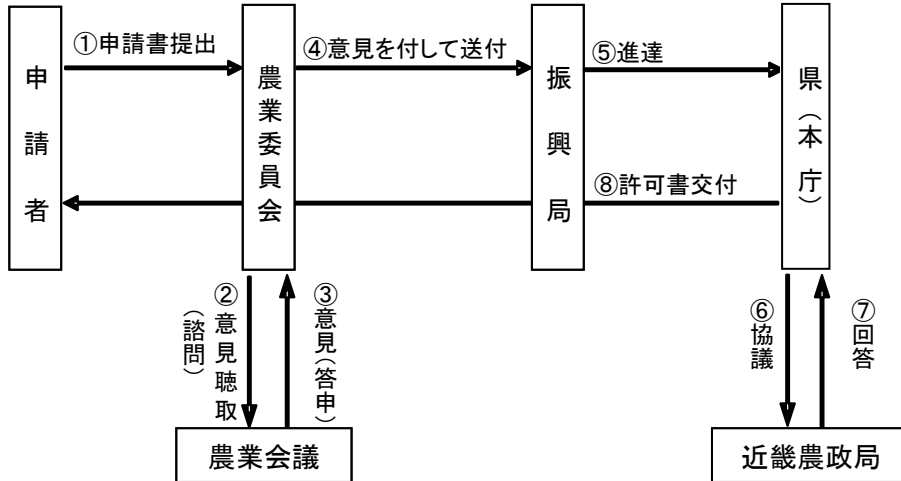 ①申請書提出
④意見を付して送付
⑤進達
申請者
農業委員会
振興局
県(本庁)
⑧許可書交付
②意見聴取
(諮問)
③意見(答申)
⑥協議
⑦回答
農業会議
近畿農政局